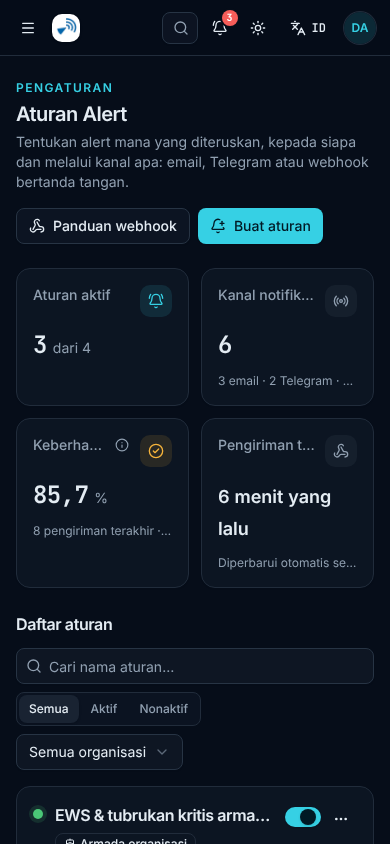 3
ID
DA
PENGATURAN
Aturan Alert
Tentukan alert mana yang diteruskan, kepada siapa
dan melalui kanal apa: email, Telegram atau webhook
bertanda tangan.
Panduan webhook
Buat aturan
Aturan aktif
3 dari 4
Kanal notifik...
6
3 email · 2 Telegram · ...
Keberha...
85,7 %
8 pengiriman terakhir ·...
Pengiriman t...
6 menit yang
lalu
Diperbarui otomatis se...
Daftar aturan
Cari nama aturan...
Semua
Aktif
Nonaktif
Semua organisasi
EWS & tubrukan kritis arma...
Armada organisasi